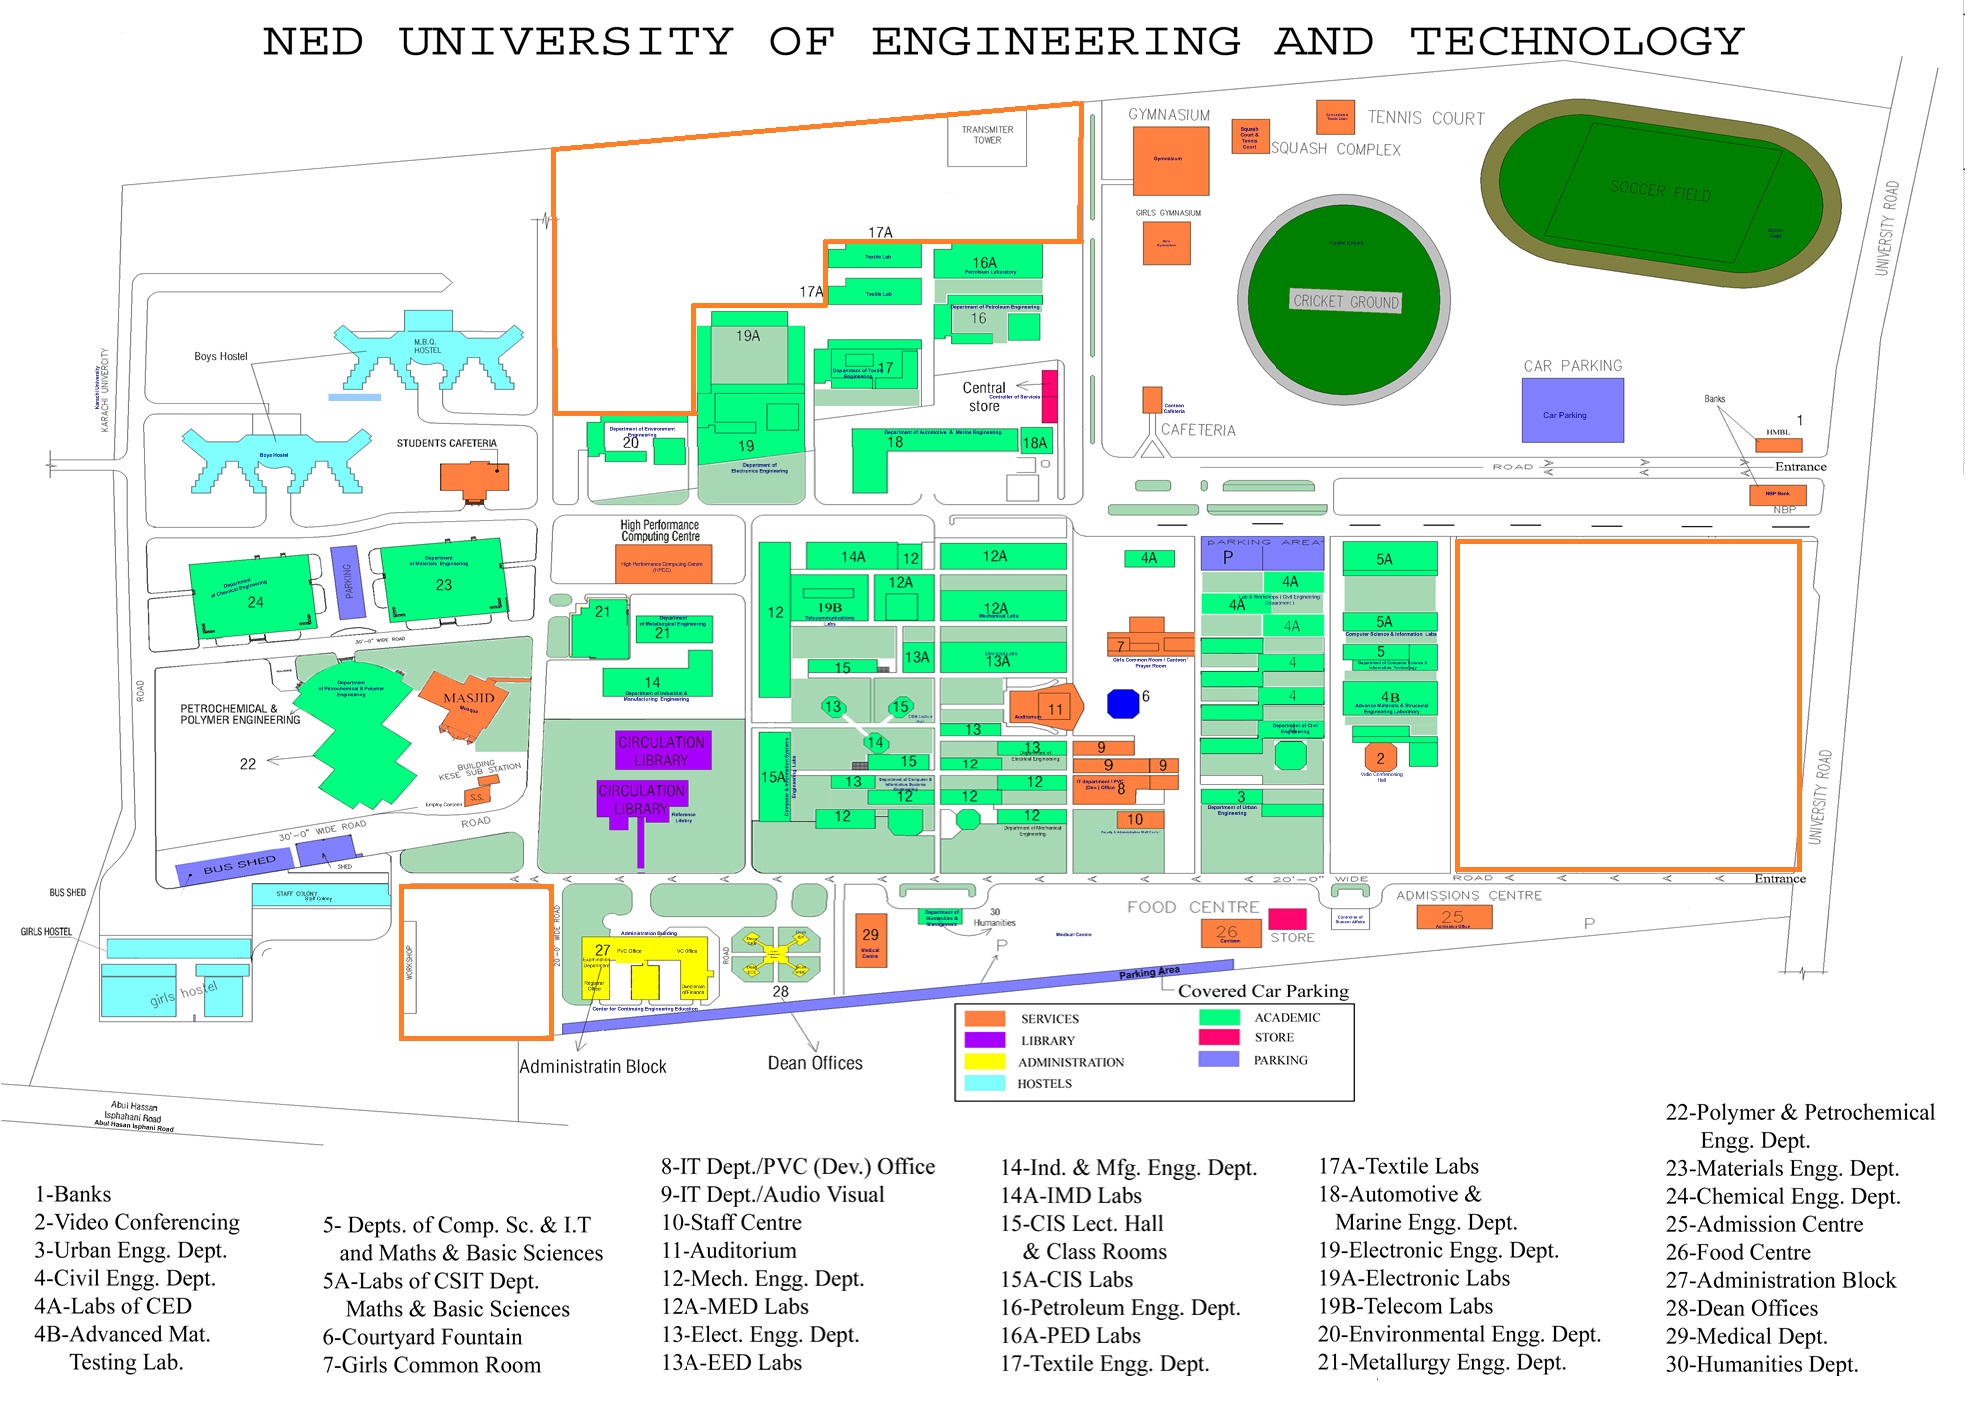 NED UNIVERSITY OF ENGINEERING AND TECHNOLOGY
TRANSMITER
TOWER
GYMNASIUM
Gymnasium
Squash
Court &
Tennis
Court
SQUASH COMPLEX
TENNIS COURT
SOCCER FIELD
UNIVERSITY ROAD
GIRLS GYMNASIUM
17A
Textile Lab
17A
Textile Lab
16A
Petroleum Laboratory
Department of Petroleum Engineering
16
CRICKET GROUND
KARACHI UNIVERCITY
Karachi University
Boys Hostel
M.B.Q.
HOSTEL
19A
17
Department of Textile
Engineering
Central
store
Controller of Services
CAR PARKING
Car Parking
Banks
1
HMBL
Canteen
Cafeteria
CAFETERIA
Boys Hostel
STUDENTS CAFETERIA
Department of Environment
Engineering
20
19
Department of
Electronics Engineering
Department of Automotive & Marine Engineering
18
18A
ROAD
Entrance
NBP Bank
NBP
High Performance
Computing Centre
High Performance Computing Centre
(HPCC)
14A
12
12A
4A
PARKING AREA
P
5A
Department
of Chemical Engineering
24
PARKING
Department
of Materials Engineering
23
21
Department
of Metallurgical Engineering
21
12
19B
Telecommunications
Labs
12A
12A
Mechanical Labs
4A
4A
Lab & Workshops ( Civil Engineering
Department )
4A
5A
Computer Science & Information Labs
5
Department of Computer Science &
Information Technology
30'-0" WIDE ROAD
14
Department of Industrial &
Manufacturing Engineering
15
13A
13A
7
Girls Common Room / Canteen/
Prayer Room
4
4
4B
Advance Materials & Structural
Engineering Laboratory
ROAD
Department
of Petrochemical & Polymer
Engineering
PETROCHEMICAL &
POLYMER ENGINEERING
MASJID
Mosque
22
13
15
14
11
Auditorium
6
Department of Civil
Engineering
2
Vidio Conferencing
Hall
BUILDING
KESE SUB STATION
S.S.
Employ Canteen
CIRCULATION
LIBRARY
CIRCULATION
LIBRARY
Reference
Library
15A
Computer & Information Systems
Engineering Labs
15
13
Department of Computer &
Information Systems
12
12
13
13
Department of
Electrical Engineering
12
12
12
12
Department of Mechanical
Engineering
9
9
9
IT department / PVC
(Dev.) Office
8
10
3
Department of Urban
Engineering
UNIVERSITY ROAD
30'-0" WIDE ROAD
ROAD
BUS SHED
SHED
BUS SHED
STAFF COLONY
Staff Colony
GIRLS HOSTEL
girls hostel
WORKSHOP
20'-0" WIDE ROAD
Administration Building
27
PVC Office
VC Office
Examination
Department
Registrar
Office
Directorate
of Finance
Center for Continuing Engineering Education
ROAD
28
29
Medical
Centre
Department of
Humanities &
Management
30
Humanities
P
Medical Centre
20'-0" WIDE ROAD
Entrance
FOOD CENTRE
26
Canteen
STORE
ADMISSIONS CENTRE
25
Admission Office
P
Parking Area
Covered Car Parking
Administratin Block
Dean Offices
SERVICES
LIBRARY
ADMINISTRATION
HOSTELS
ACADEMIC
STORE
PARKING
Abul Hassan
Isphahani Road
Abul Hasan Isphani Road
1-Banks
2-Video Conferencing
3-Urban Engg. Dept.
4-Civil Engg. Dept.
4A-Labs of CED
4B-Advanced Mat.
Testing Lab.
5- Depts. of Comp. Sc. & I.T
and Maths & Basic Sciences
5A-Labs of CSIT Dept.
Maths & Basic Sciences
6-Courtyard Fountain
7-Girls Common Room
8-IT Dept./PVC (Dev.) Office
9-IT Dept./Audio Visual
10-Staff Centre
11-Auditorium
12-Mech. Engg. Dept.
12A-MED Labs
13-Elect. Engg. Dept.
13A-EED Labs
14-Ind. & Mfg. Engg. Dept.
14A-IMD Labs
15-CIS Lect. Hall
& Class Rooms
15A-CIS Labs
16-Petroleum Engg. Dept.
16A-PED Labs
17-Textile Engg. Dept.
17A-Textile Labs
18-Automotive &
Marine Engg. Dept.
19-Electronic Engg. Dept.
19A-Electronic Labs
19B-Telecom Labs
20-Environmental Engg. Dept.
21-Metallurgy Engg. Dept.
22-Polymer & Petrochemical
Engg. Dept.
23-Materials Engg. Dept.
24-Chemical Engg. Dept.
25-Admission Centre
26-Food Centre
27-Administration Block
28-Dean Offices
29-Medical Dept.
30-Humanities Dept.